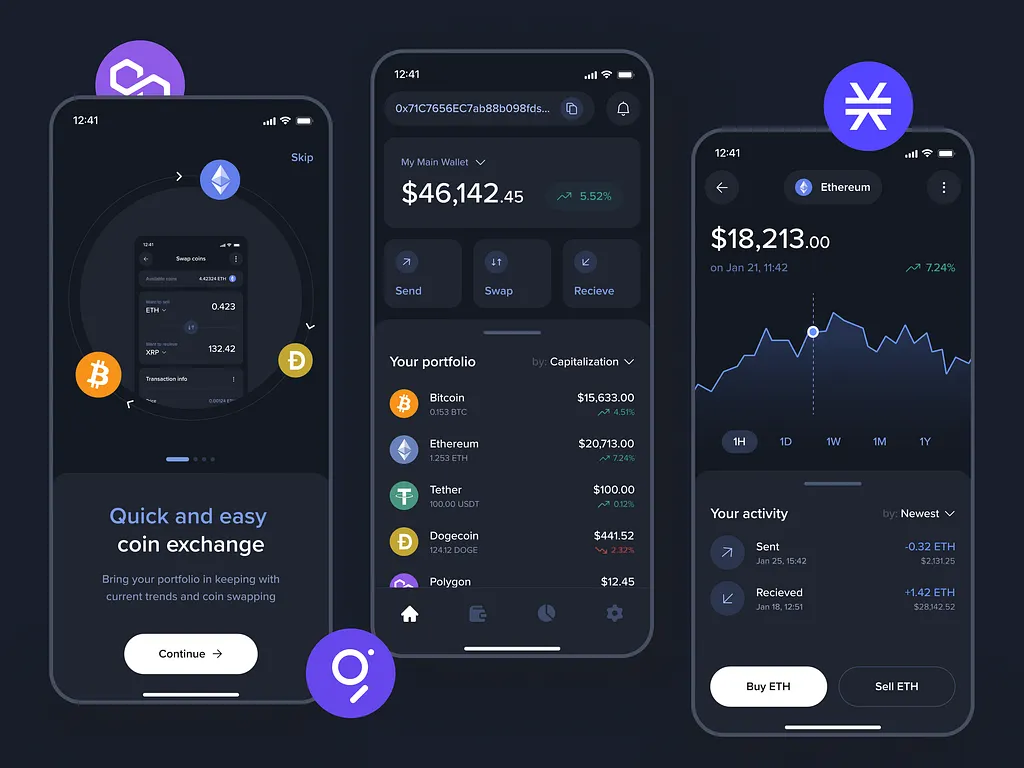 12:41
Skip
12:41
Swap coins
Available coins
4.42324 ETH
Want to sell
ETH
0.423
Want to receive
XRP
132.42
Transaction info
0.00124 ETH
Quick and easy
coin exchange
Bring your portfolio in keeping with
current trends and coin swapping
Continue
12:41
0x71C7656EC7ab88b098fds...
My Main Wallet
$46,142.45
5.52%
Send
Swap
Recieve
Your portfolio
by: Capitalization
Bitcoin
$15,633.00
0.153 BTC
4.51%
Ethereum
$20,713.00
1.253 ETH
7.24%
Tether
$100.00
100.00 USDT
0.12%
Dogecoin
$441.52
124.12 DOGE
2.32%
Polygon
$12.45
12:41
Ethereum
$18,213.00
on Jan 21, 11:42
7.24%
1H
1D
1W
1M
1Y
Your activity
by: Newest
Sent
-0.32 ETH
Jan 25, 15:42
$2,131.25
Recieved
+1.42 ETH
Jan 18, 12:51
$28,142.52
Buy ETH
Sell ETH